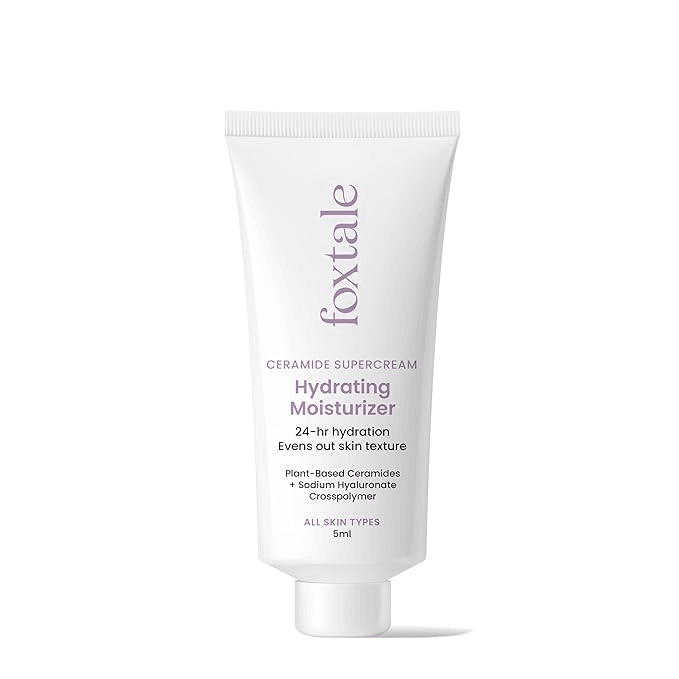 foxtale
CERAMIDE SUPERCREAM
Hydrating
Moisturizer
24-hr hydration
Evens out skin texture
Plant-Based Ceramides
+ Sodium Hyaluronate
Crosspolymer
ALL SKIN TYPES
5ml